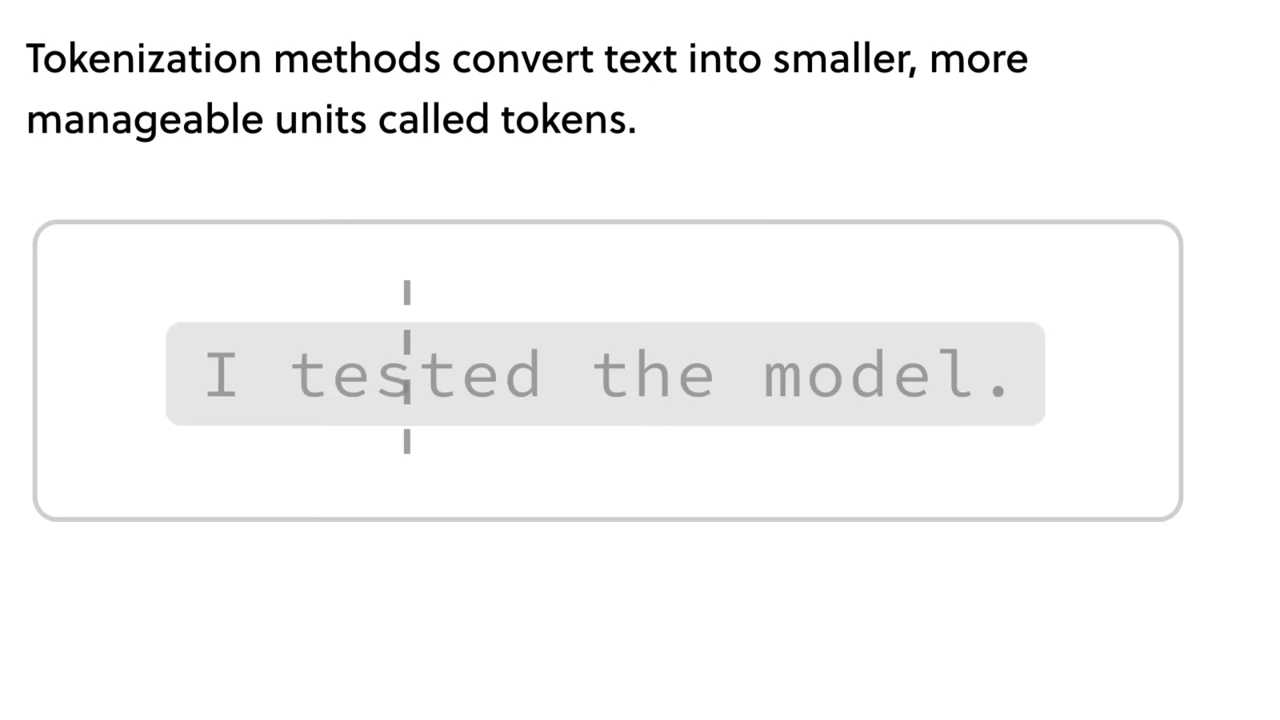 Tokenization methods convert text into smaller, more
manageable units called tokens.
I tested the model.